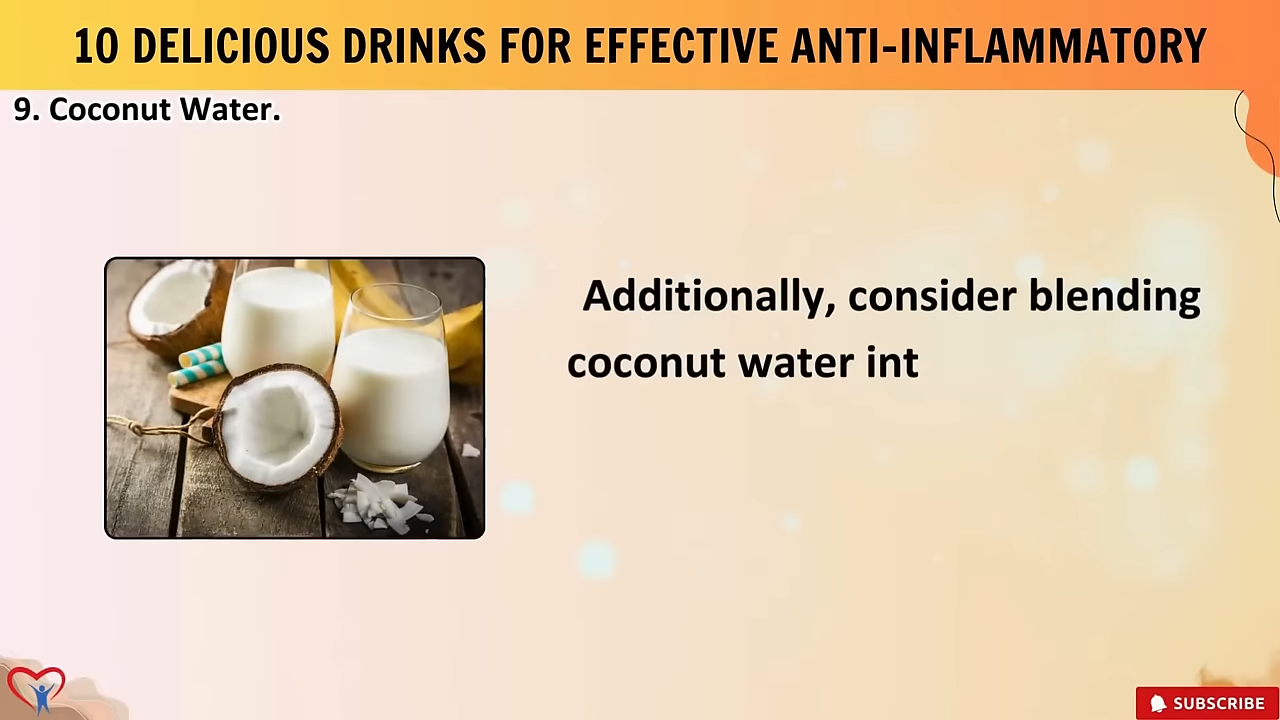 10 DELICIOUS DRINKS FOR EFFECTIVE ANTI-INFLAMMATORY
9. Coconut Water.
Additionally, consider blending
coconut water int
SUBSCRIBE